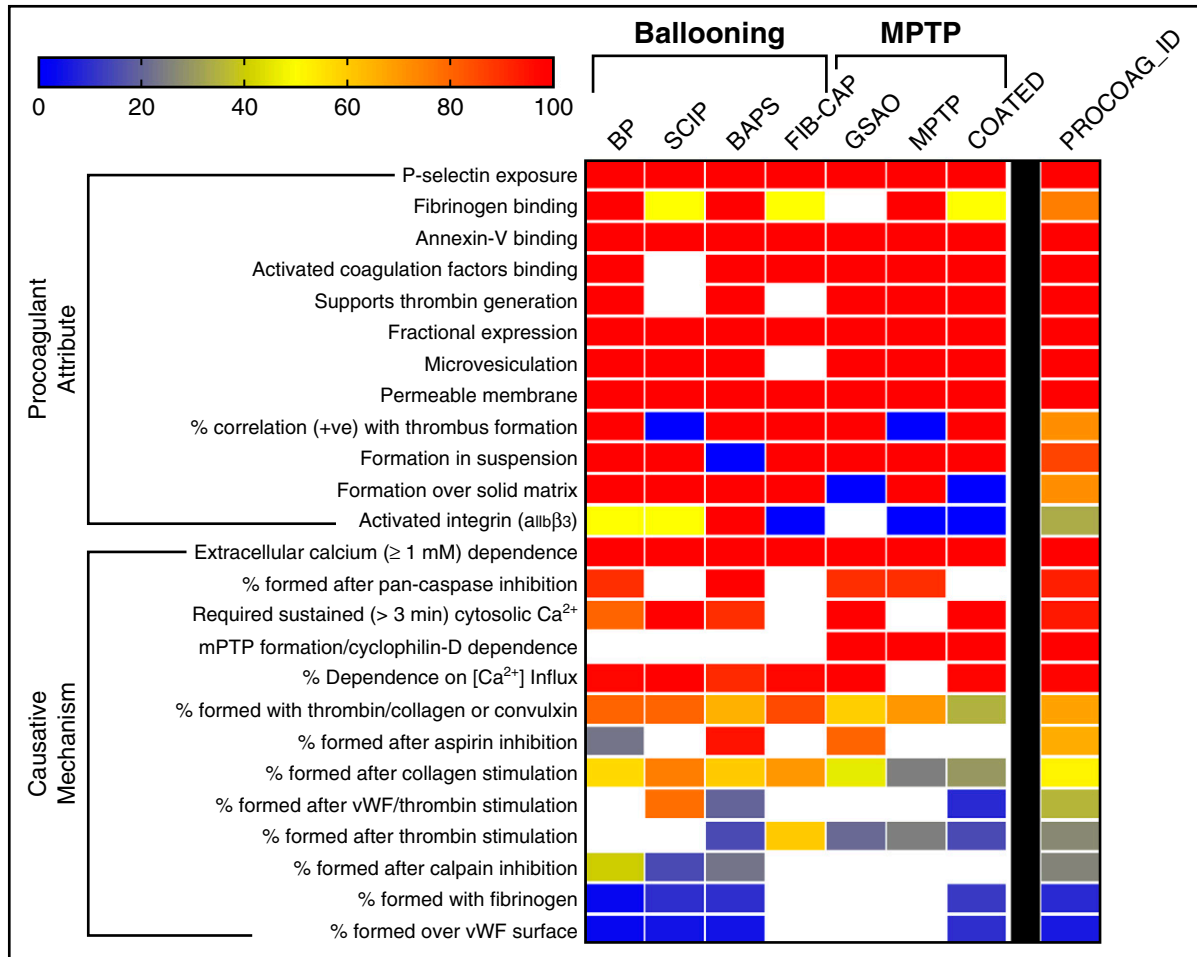 Ballooning
MPTP
0 20 40 60 80 100
BP SCIP BAPS FIB-CAP GSAO MPTP COATED PROCOAG_ID
Procoagulant
Attribute
P-selectin exposure
Fibrinogen binding
Annexin-V binding
Activated coagulation factors binding
Supports thrombin generation
Fractional expression
Microvesiculation
Permeable membrane
% correlation (+ve) with thrombus formation
Formation in suspension
Formation over solid matrix
Activated integrin (aIIbβ3)
Causative
Mechanism
Extracellular calcium (≥ 1 mM) dependence
% formed after pan-caspase inhibition
Required sustained (> 3 min) cytosolic Ca²⁺
mPTP formation/cyclophilin-D dependence
% Dependence on [Ca²⁺] Influx
% formed with thrombin/collagen or convulxin
% formed after aspirin inhibition
% formed after collagen stimulation
% formed after vWF/thrombin stimulation
% formed after thrombin stimulation
% formed after calpain inhibition
% formed with fibrinogen
% formed over vWF surface